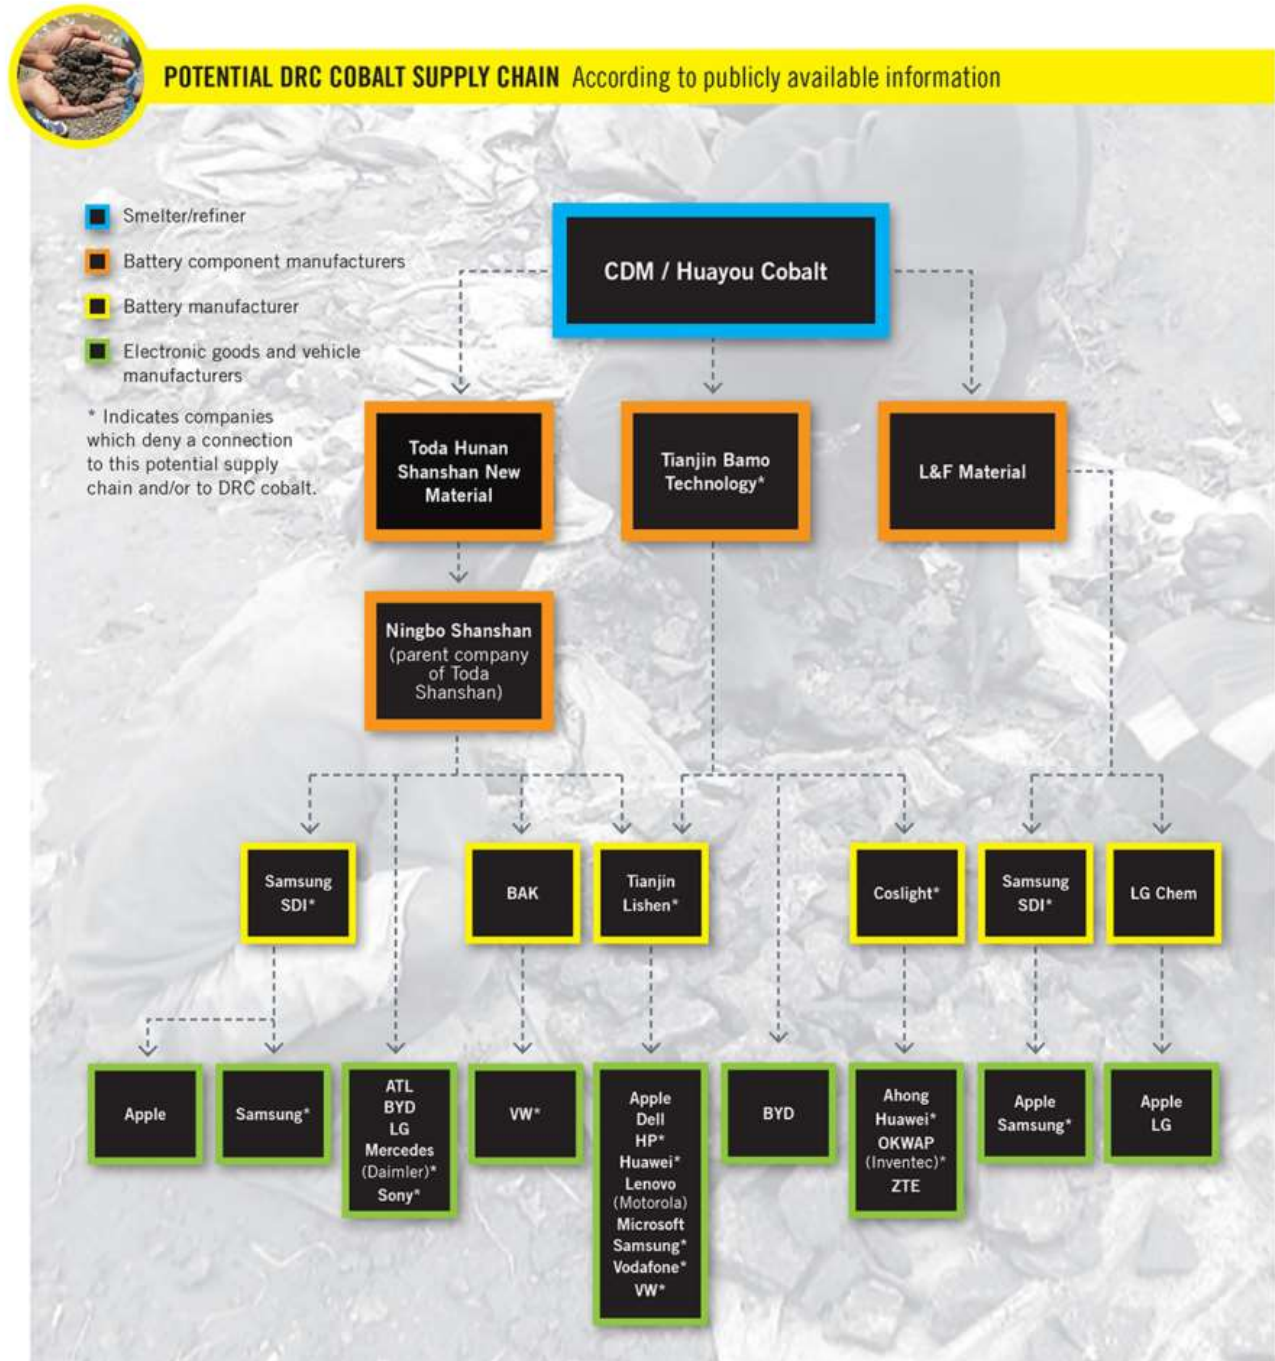 POTENTIAL DRC COBALT SUPPLY CHAIN According to publicly available information
Smelter/refiner
Battery component manufacturers
Battery manufacturer
Electronic goods and vehicle
manufacturers
* Indicates companies
which deny a connection
to this potential supply
chain and/or to DRC cobalt.
CDM / Huayou Cobalt
Toda Hunan
Shanshan New
Material
Tianjin Bamo
Technology*
L&F Material
Ningbo Shanshan
(parent company
of Toda
Shanshan)
Samsung
SDI*
BAK
Tianjin
Lishen*
Coslight*
Samsung
SDI*
LG Chem
Apple
Samsung*
ATL
BYD
LG
Mercedes
(Daimler)*
Sony*
VW*
Apple
Dell
HP*
Huawei*
Lenovo
(Motorola)
Microsoft
Samsung*
Vodafone*
VW*
BYD
Ahong
Huawei*
OKWAP
(Inventec)*
ZTE
Apple
Samsung*
Apple
LG